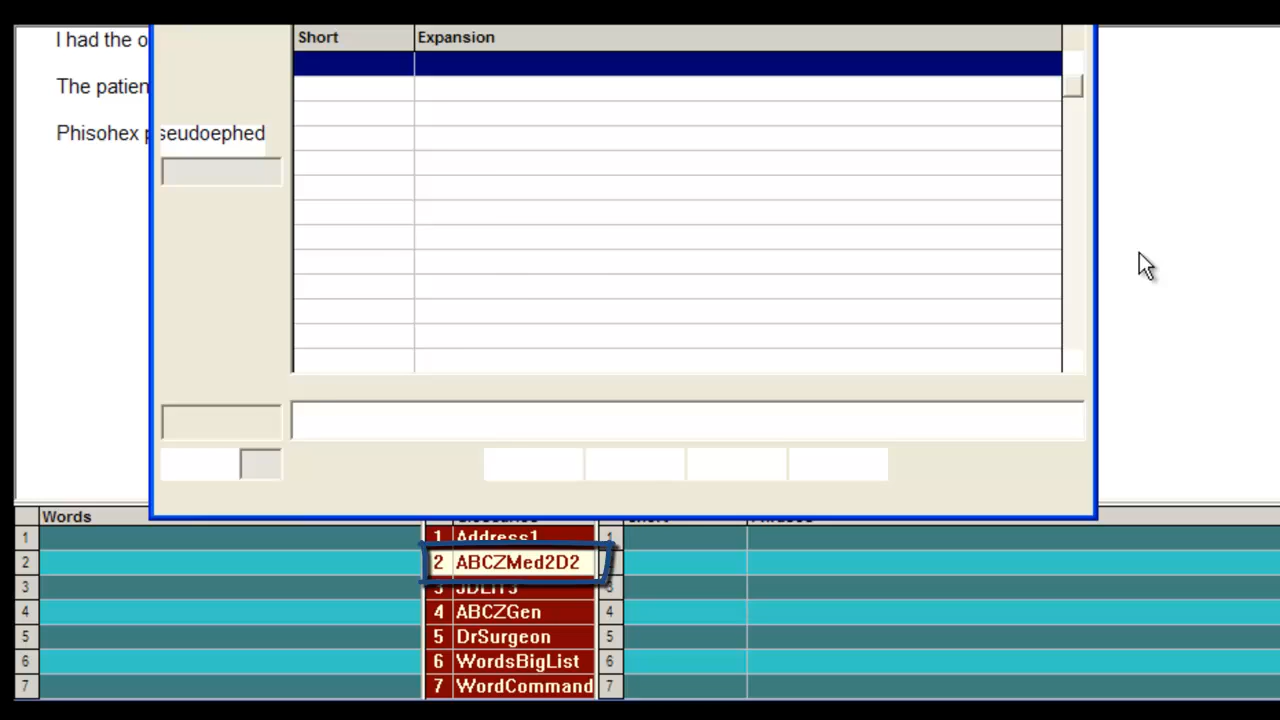 I had the o
The patien
Phisohex pseudoephed
Short Expansion
Words
1 Address1 1
2 2 ABCZMed2D2
3 3
4 4 ABCZGen 4
5 5 DrSurgeon 5
6 6 WordsBigList 6
7 7 WordCommand 7